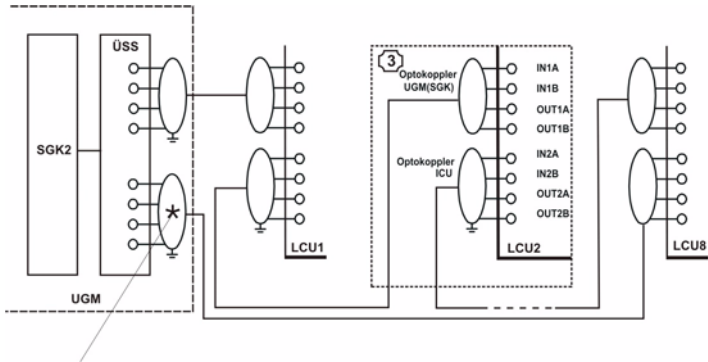 ÜSS
SGK2
UGM
LCU1
3
Optokoppler
UGM(SGK)
IN1A
IN1B
OUT1A
OUT1B
Optokoppler
ICU
IN2A
IN2B
OUT2A
OUT2B
LCU2
LCU8